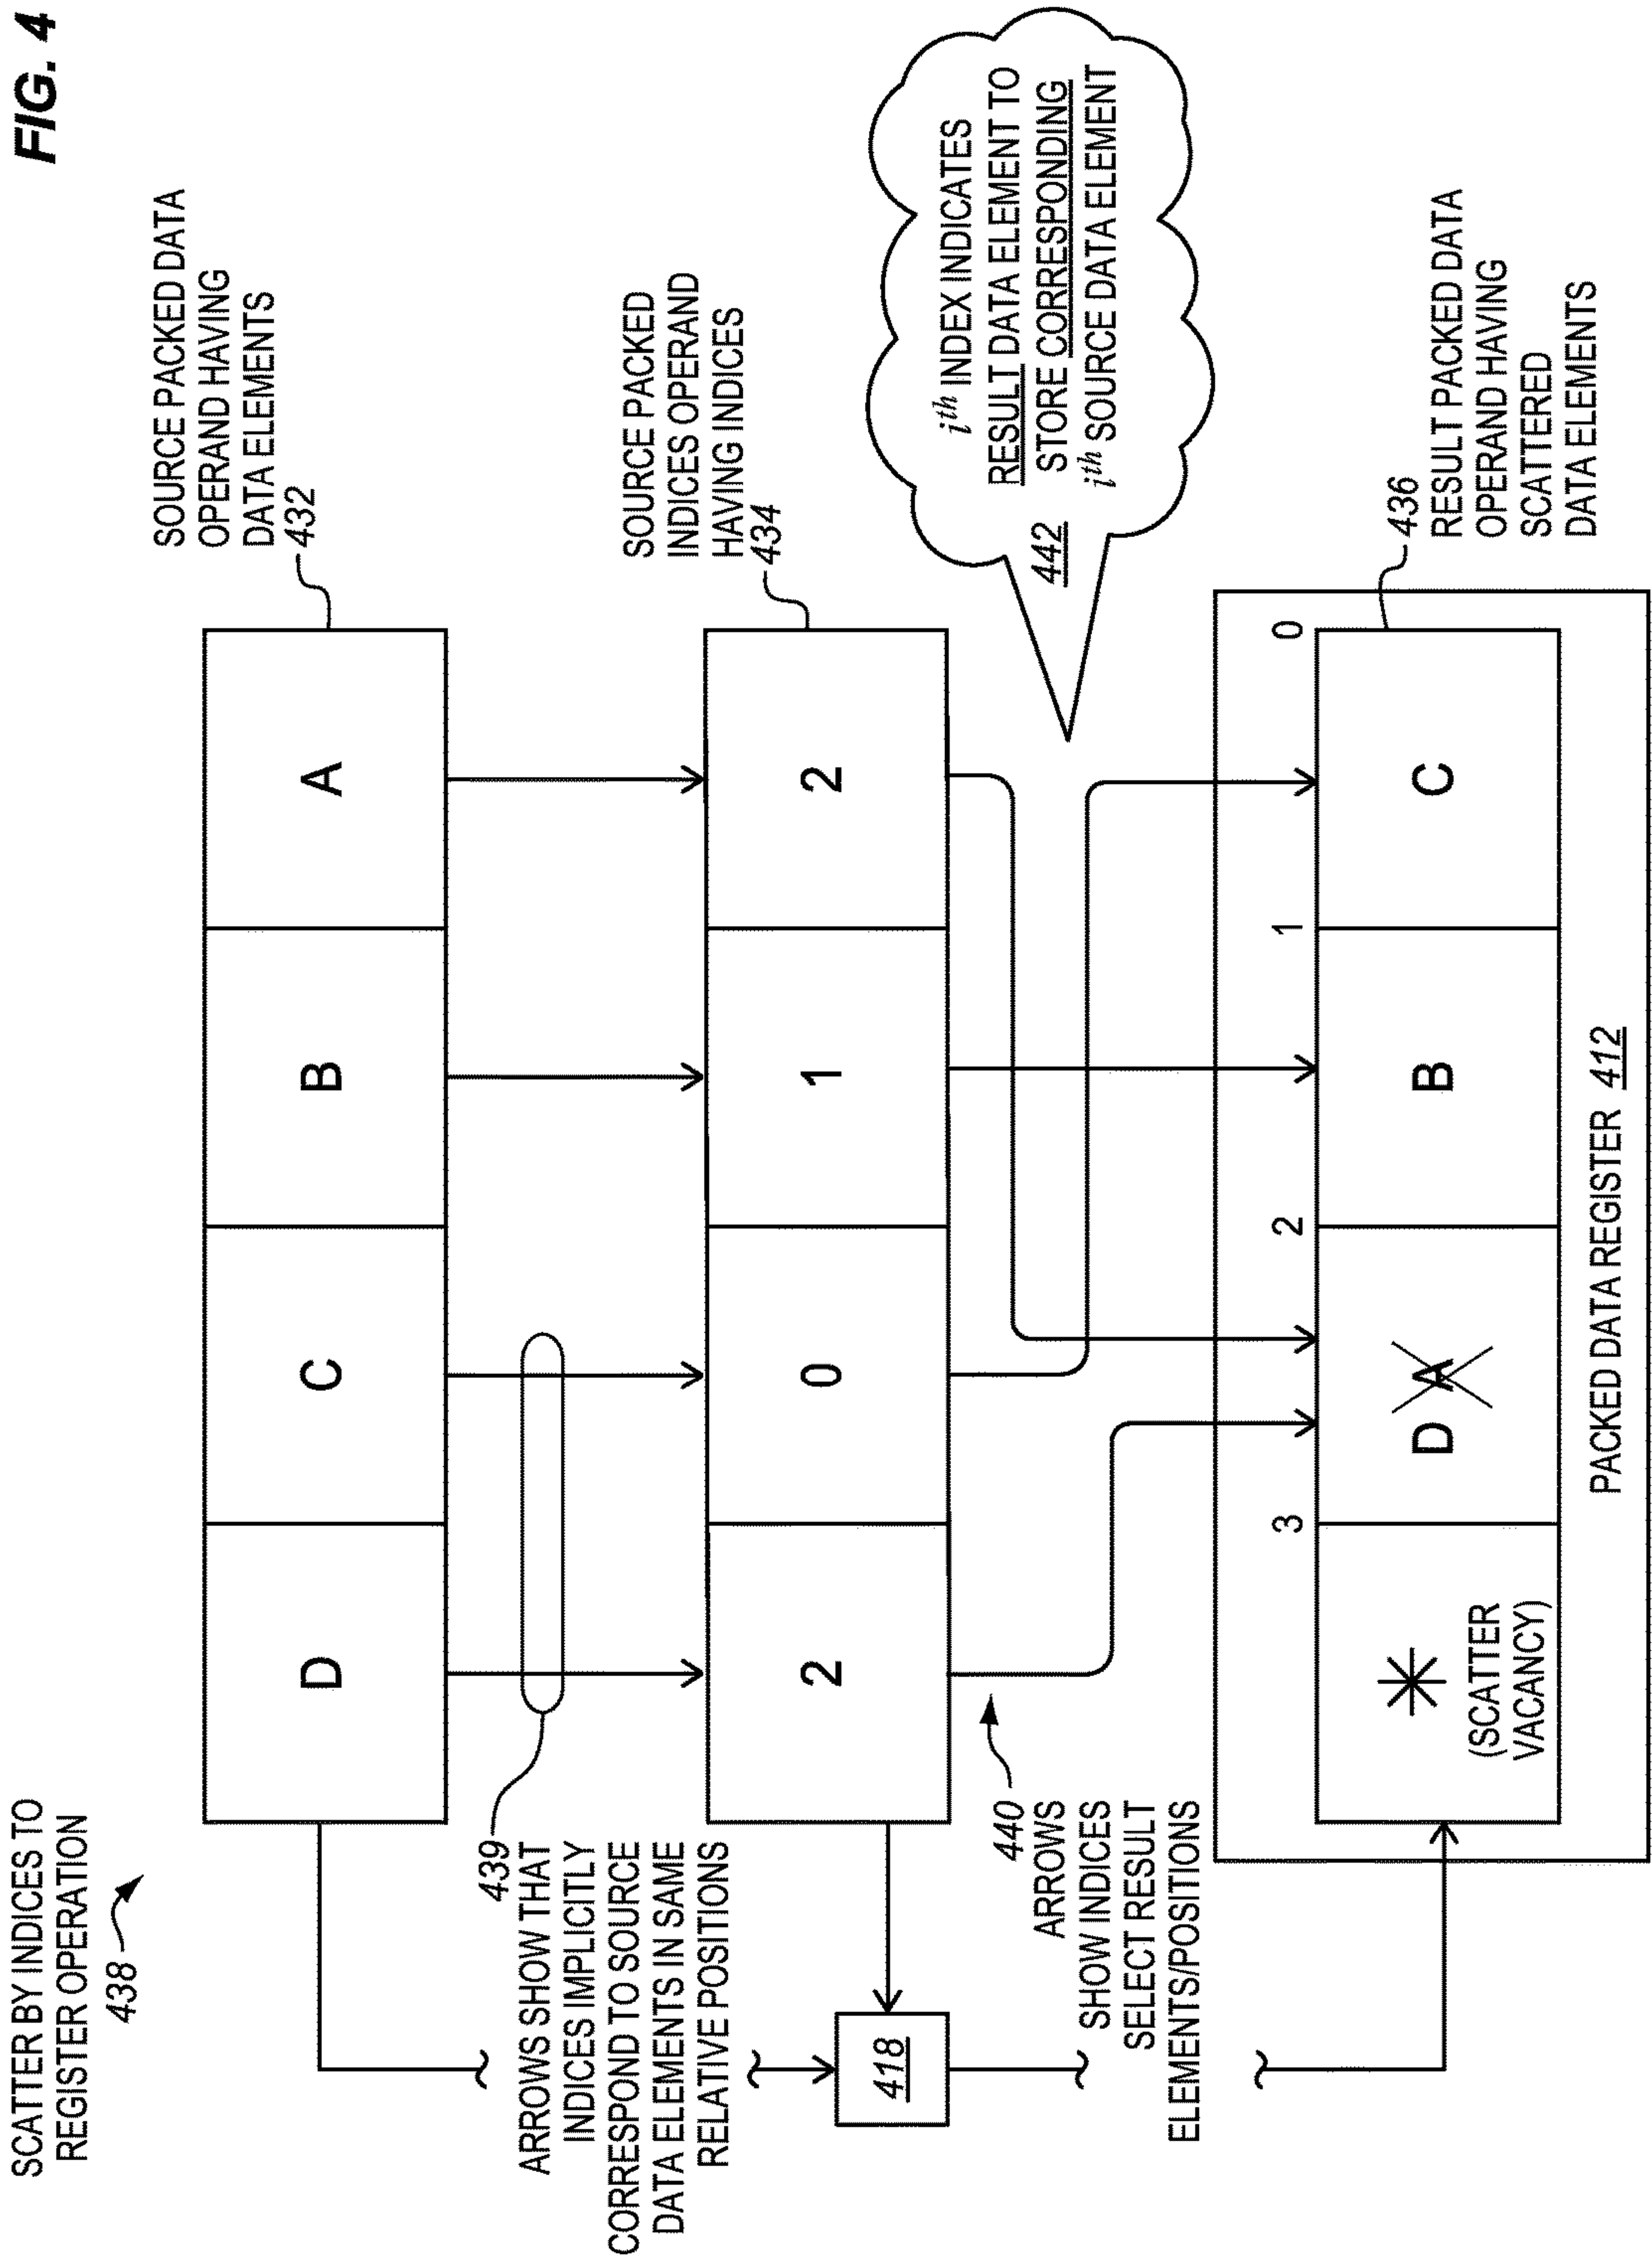 FIG. 4
SCATTER BY INDICES TO
REGISTER OPERATION
438
SOURCE PACKED DATA
OPERAND HAVING
DATA ELEMENTS
432
D
C
B
A
439
ARROWS SHOW THAT
INDICES IMPLICITLY
CORRESPOND TO SOURCE
DATA ELEMENTS IN SAME
RELATIVE POSITIONS
SOURCE PACKED
INDICES OPERAND
HAVING INDICES
434
2
0
1
2
418
440
ARROWS
SHOW INDICES
SELECT RESULT
ELEMENTS/POSITIONS
ith INDEX INDICATES
RESULT DATA ELEMENT TO
STORE CORRESPONDING
ith SOURCE DATA ELEMENT
442
3
2
1
0
436
RESULT PACKED DATA
OPERAND HAVING
SCATTERED
DATA ELEMENTS
*
(SCATTER
VACANCY)
D A
B
C
PACKED DATA REGISTER 412